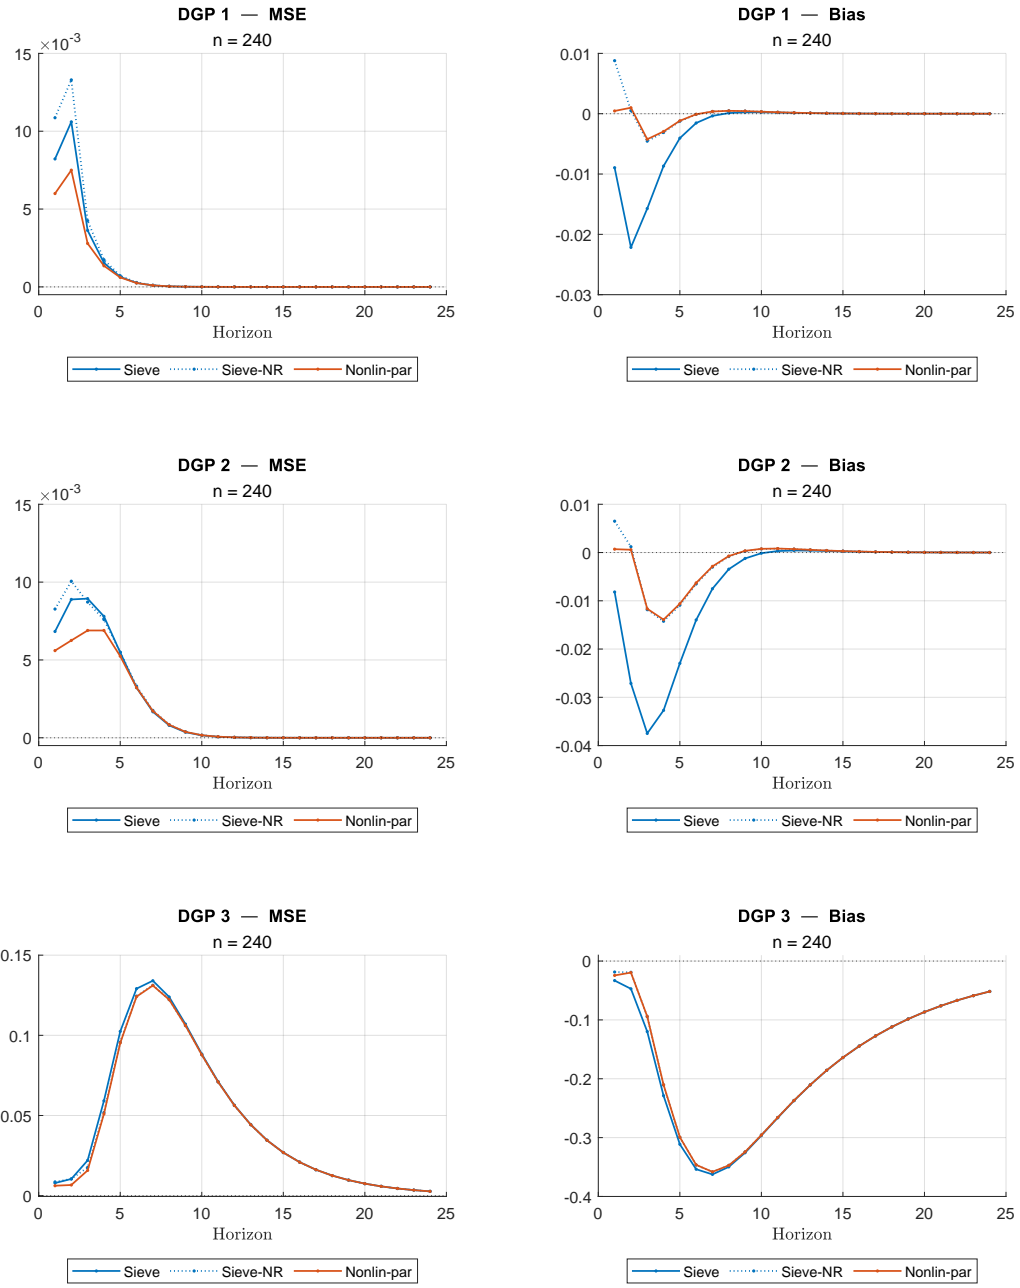 DGP 1 — MSE
n = 240
×10⁻³
15
10
5
0
0 5 10 15 20 25
Horizon
Sieve Sieve-NR Nonlin-par
DGP 1 — Bias
n = 240
0.01
0
-0.01
-0.02
-0.03
0 5 10 15 20 25
Horizon
Sieve Sieve-NR Nonlin-par
DGP 2 — MSE
n = 240
×10⁻³
15
10
5
0
0 5 10 15 20 25
Horizon
Sieve Sieve-NR Nonlin-par
DGP 2 — Bias
n = 240
0.01
0
-0.01
-0.02
-0.03
-0.04
0 5 10 15 20 25
Horizon
Sieve Sieve-NR Nonlin-par
DGP 3 — MSE
n = 240
0.15
0.1
0.05
0
0 5 10 15 20 25
Horizon
Sieve Sieve-NR Nonlin-par
DGP 3 — Bias
n = 240
0
-0.1
-0.2
-0.3
-0.4
0 5 10 15 20 25
Horizon
Sieve Sieve-NR Nonlin-par